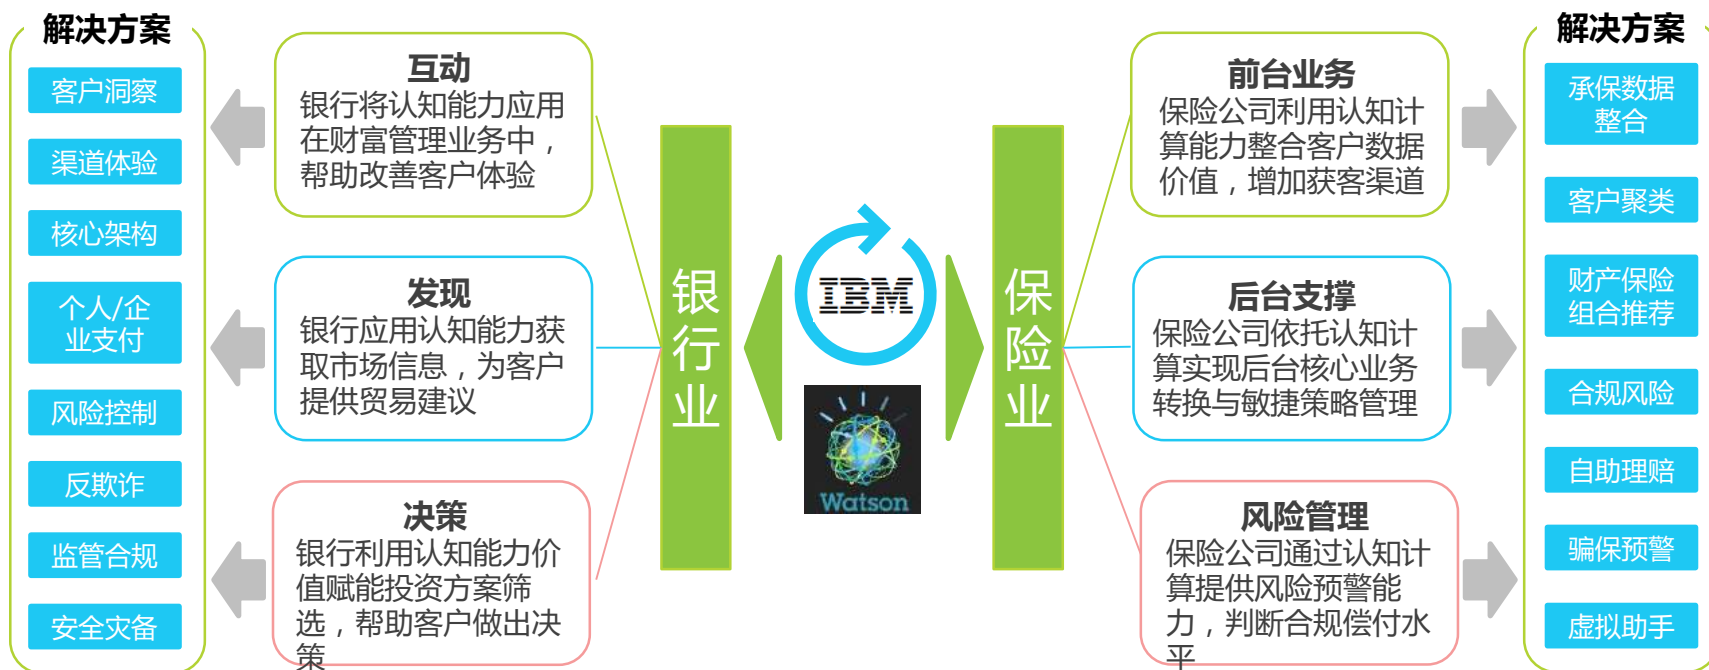 解决方案
客户洞察
渠道体验
核心架构
个人/企
业支付
风险控制
反欺诈
监管合规
安全灾备
互动
银行将认知能力应用
在财富管理业务中，
帮助改善客户体验
发现
银行应用认知能力获
取市场信息，为客户
提供贸易建议
决策
银行利用认知能力价
值赋能投资方案筛
选，帮助客户做出决
策
银
行
业
IBM
Watson
保
险
业
前台业务
保险公司利用认知计
算能力整合客户数据
价值，增加获客渠道
后台支撑
保险公司依托认知计
算实现后台核心业务
转换与敏捷策略管理
风险管理
保险公司通过认知计
算提供风险预警能
力，判断合规偿付水
平
解决方案
承保数据
整合
客户聚类
财产保险
组合推荐
合规风险
自助理赔
骗保预警
虚拟助手